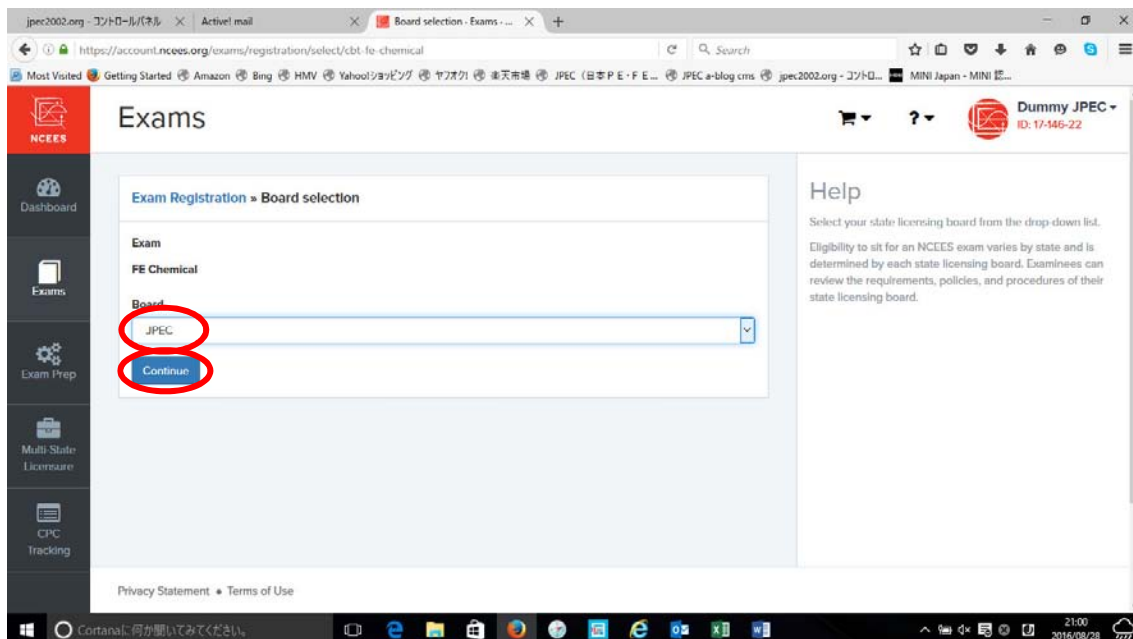 jpec2002.org - コントロールパネル
Active! mail
Board selection - Exams - ...
https://account.ncees.org/exams/registration/select/cbt-fe-chemical
Search
Most Visited Getting Started Amazon Bing HMV Yahoo!ショッピング ヤフオク! 楽天市場 JPEC (日本ＰＥ・ＦＥ... JPEC a-blog cms jpec2002.org - コントロ... MINI Japan - MINI 認...
NCEES
Exams
? 
Dummy JPEC
ID: 17-146-22
Dashboard
Exams
Exam Prep
Multi-State
Licensure
CPC
Tracking
Exam Registration » Board selection
Exam
FE Chemical
Board
JPEC
Continue
Help
Select your state licensing board from the drop-down list.
Eligibility to sit for an NCEES exam varies by state and is
determined by each state licensing board. Examinees can
review the requirements, policies, and procedures of their
state licensing board.
Privacy Statement • Terms of Use
Cortanaに何か聞いてみてください。
21:00
2016/08/28